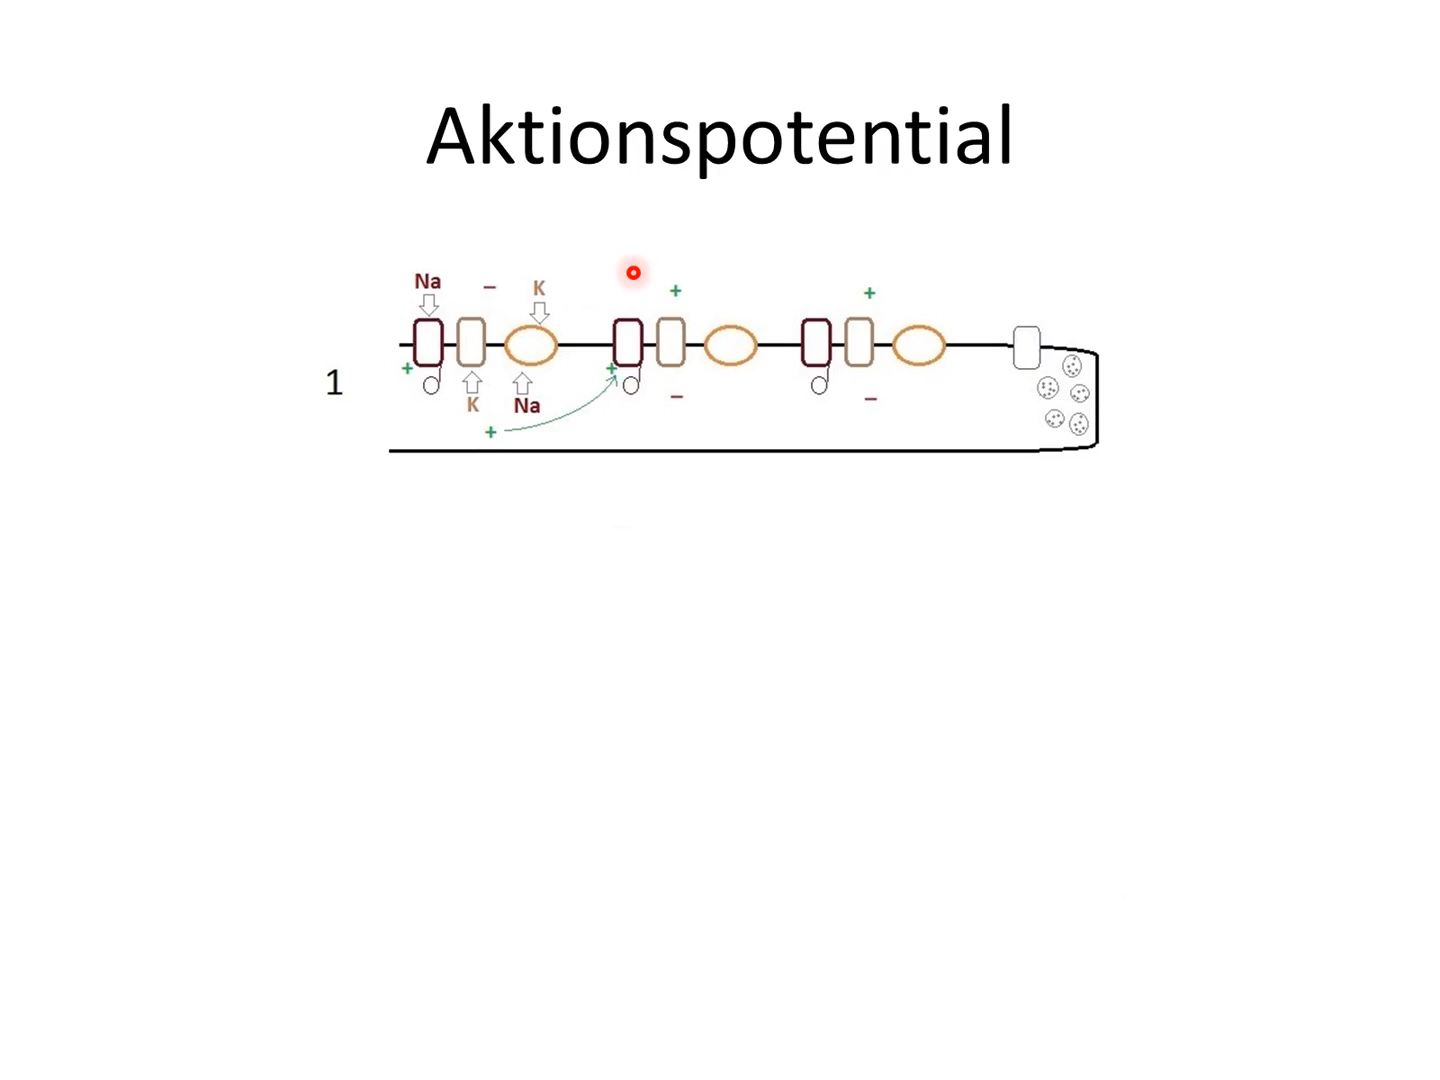 Aktionspotential
Na – K + +
+ +
1
K Na – –
+